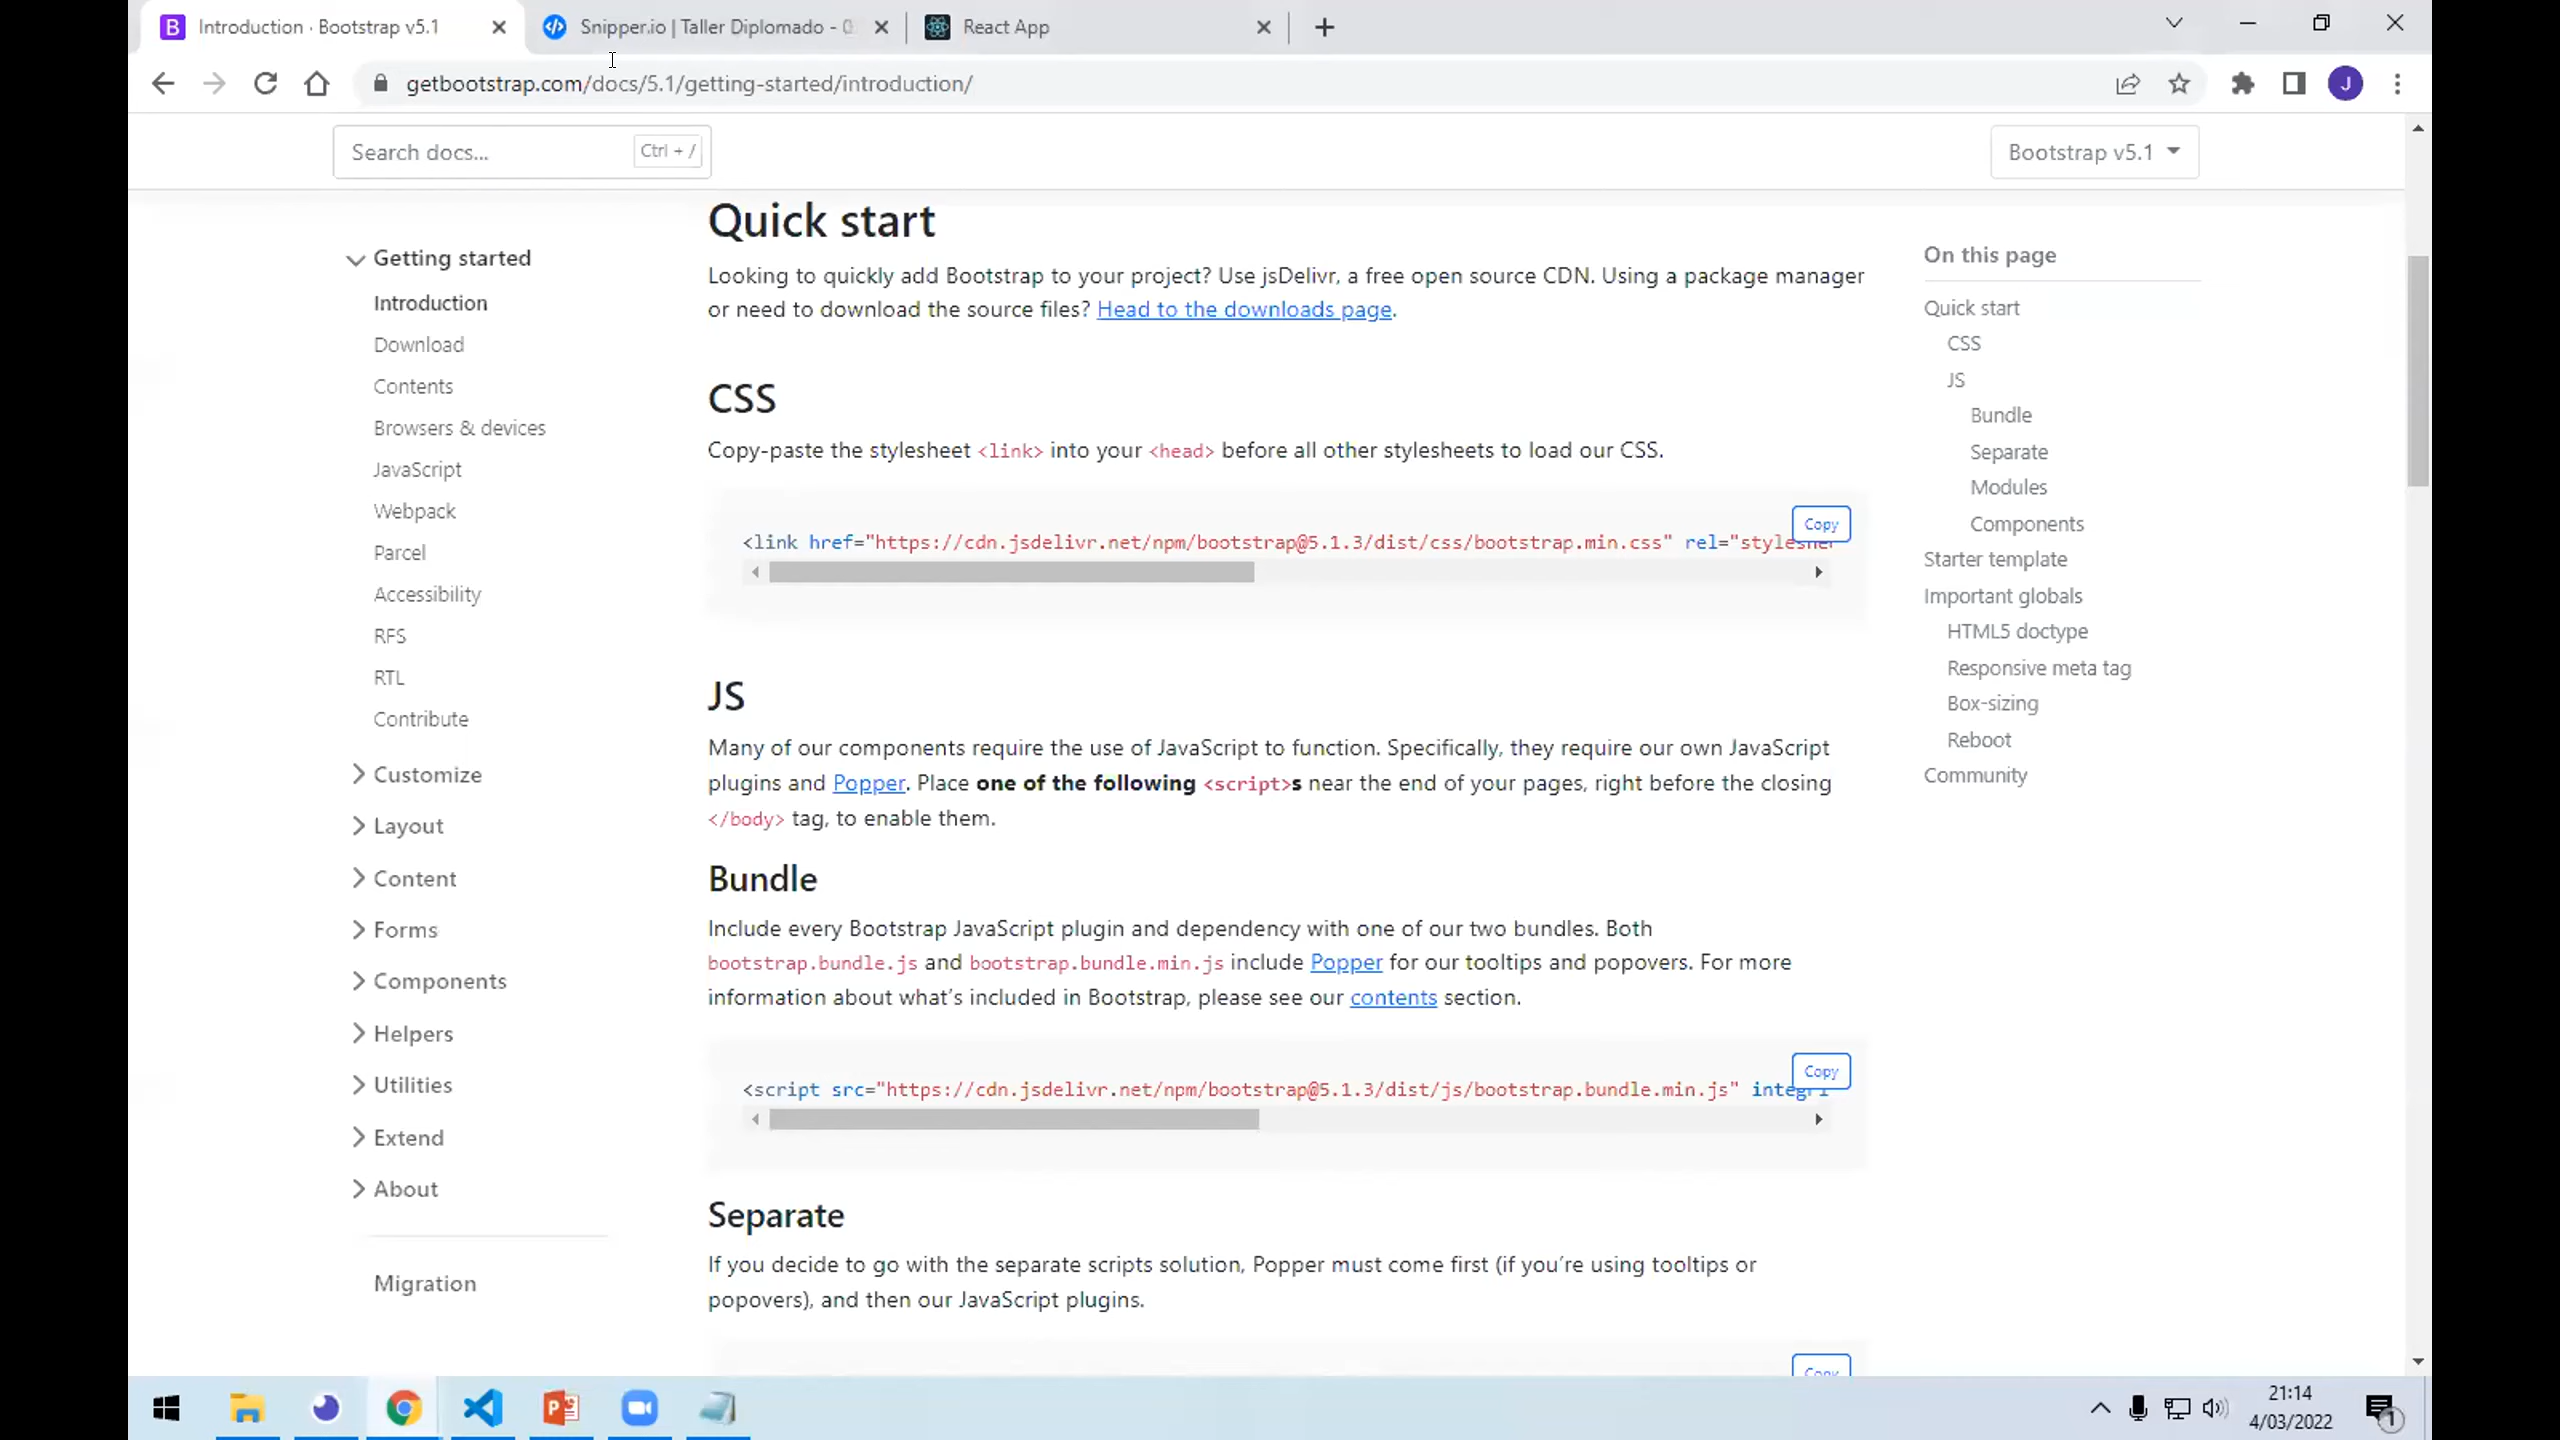 Introduction · Bootstrap v5.1
Snipper.io | Taller Diplomado - 0
React App
getbootstrap.com/docs/5.1/getting-started/introduction/
J
Search docs...
Ctrl + /
Bootstrap v5.1
Getting started
Introduction
Download
Contents
Browsers & devices
JavaScript
Webpack
Parcel
Accessibility
RFS
RTL
Contribute
Customize
Layout
Content
Forms
Components
Helpers
Utilities
Extend
About
Migration
Quick start
Looking to quickly add Bootstrap to your project? Use jsDelivr, a free open source CDN. Using a package manager
or need to download the source files? Head to the downloads page.
CSS
Copy-paste the stylesheet <link> into your <head> before all other stylesheets to load our CSS.
Copy
<link href="https://cdn.jsdelivr.net/npm/bootstrap@5.1.3/dist/css/bootstrap.min.css" rel="styleshe
JS
Many of our components require the use of JavaScript to function. Specifically, they require our own JavaScript
plugins and Popper. Place one of the following <script>s near the end of your pages, right before the closing
</body> tag, to enable them.
Bundle
Include every Bootstrap JavaScript plugin and dependency with one of our two bundles. Both
bootstrap.bundle.js and bootstrap.bundle.min.js include Popper for our tooltips and popovers. For more
information about what's included in Bootstrap, please see our contents section.
Copy
<script src="https://cdn.jsdelivr.net/npm/bootstrap@5.1.3/dist/js/bootstrap.bundle.min.js" integri
Separate
If you decide to go with the separate scripts solution, Popper must come first (if you're using tooltips or
popovers), and then our JavaScript plugins.
Copy
On this page
Quick start
CSS
JS
Bundle
Separate
Modules
Components
Starter template
Important globals
HTML5 doctype
Responsive meta tag
Box-sizing
Reboot
Community
21:14
4/03/2022
1